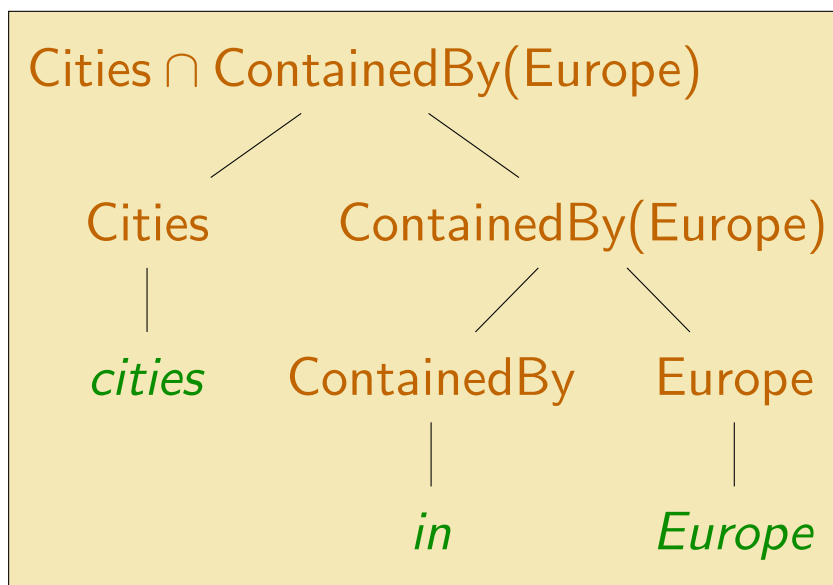 Cities ∩ ContainedBy(Europe)
Cities ContainedBy(Europe)
cities ContainedBy Europe
in Europe